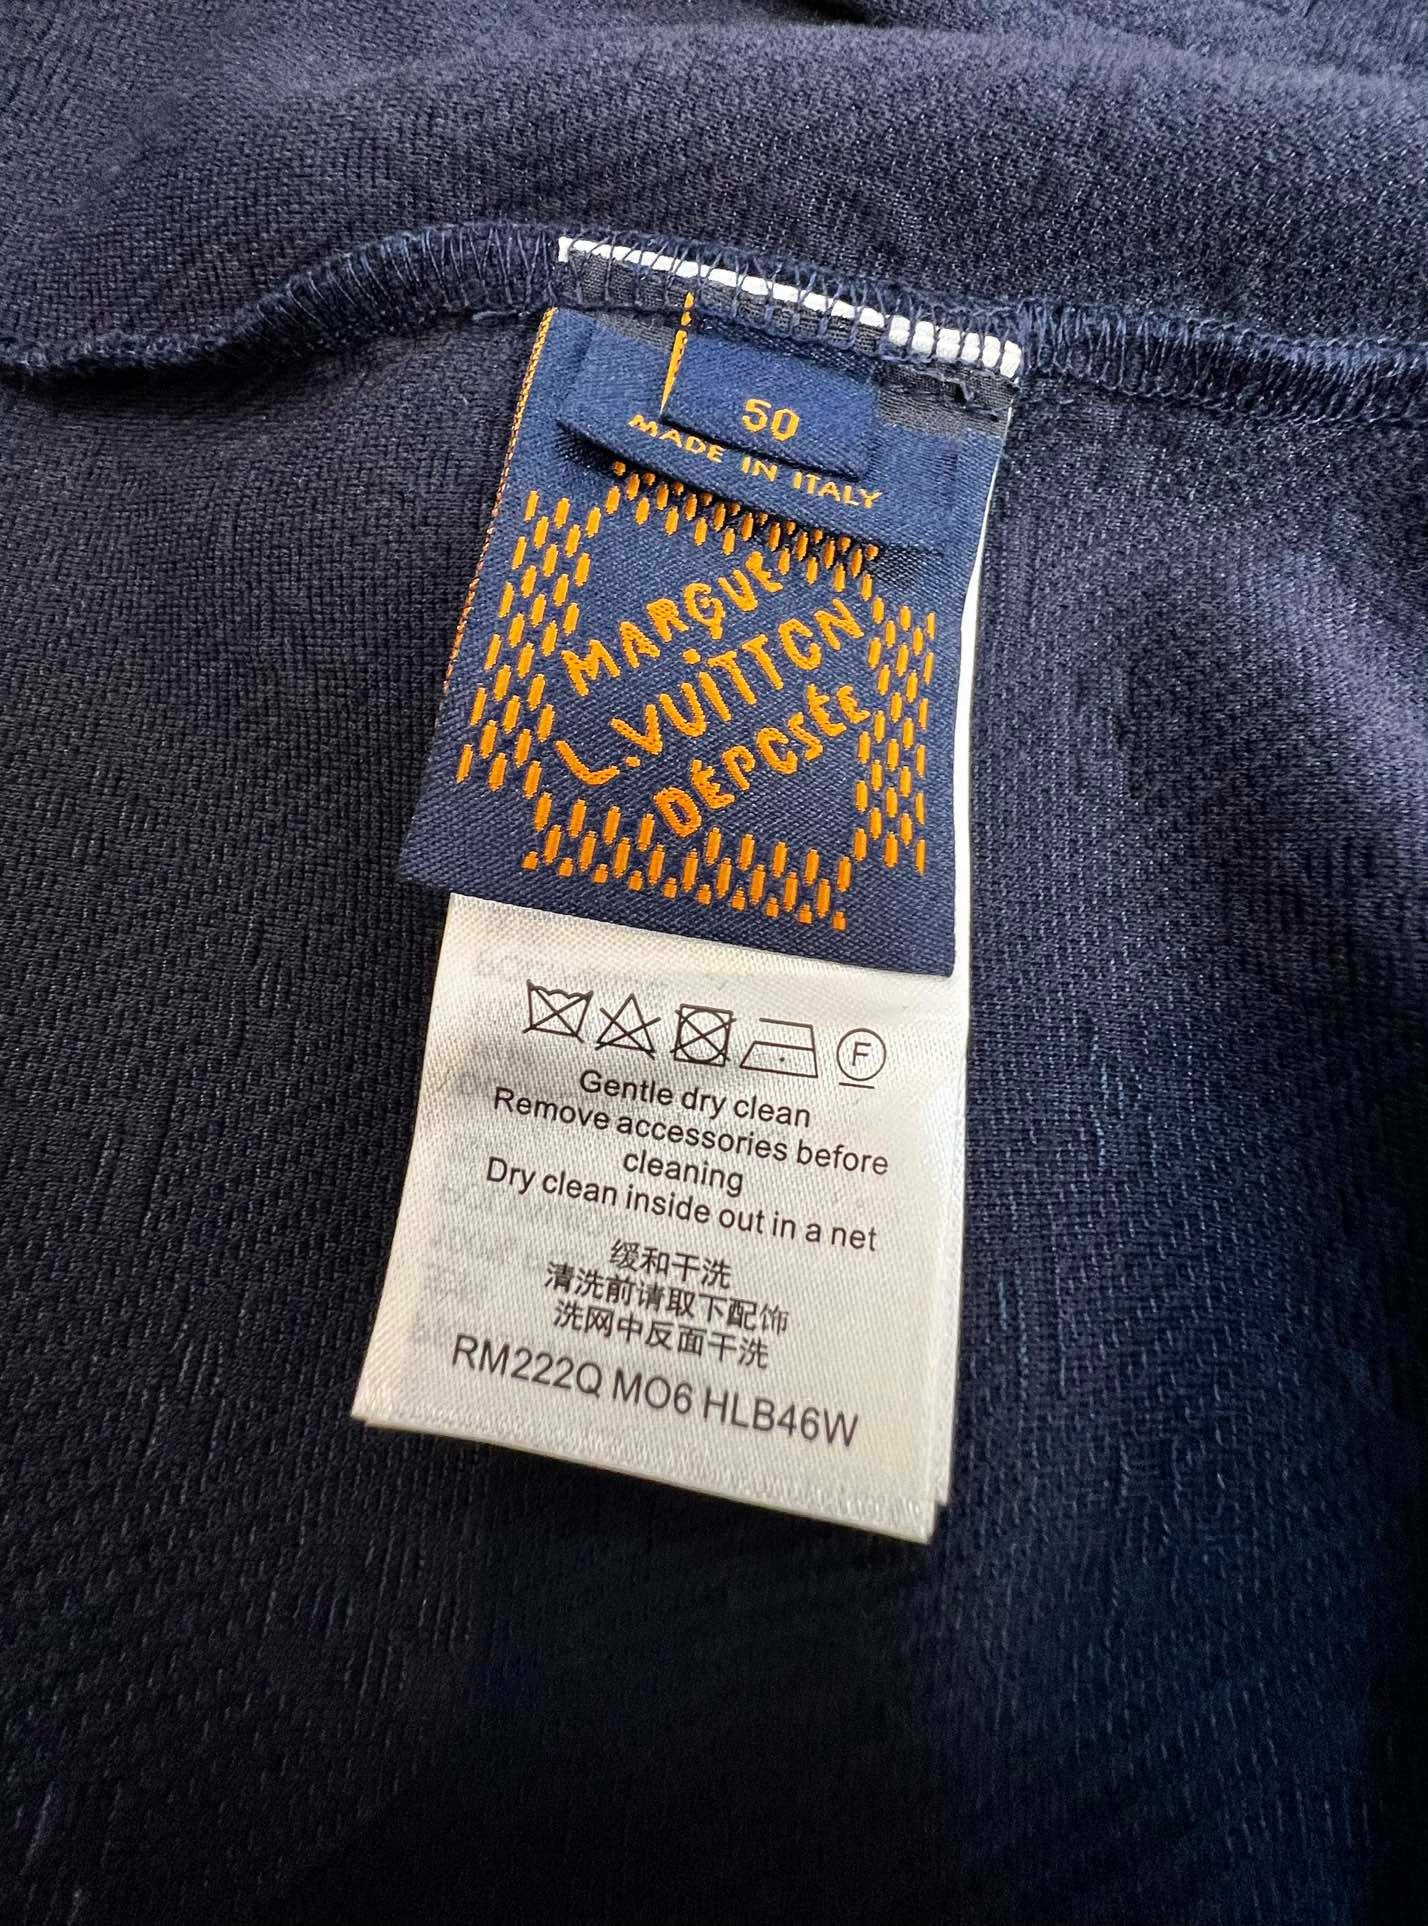 50
MADE IN ITALY
MARQUE
L.VUITTON
DÉPOSÉE
F
Gentle dry clean
Remove accessories before
cleaning
Dry clean inside out in a net
缓和干洗
清洗前请取下配饰
洗网中反面干洗
RM222Q MO6 HLB46W